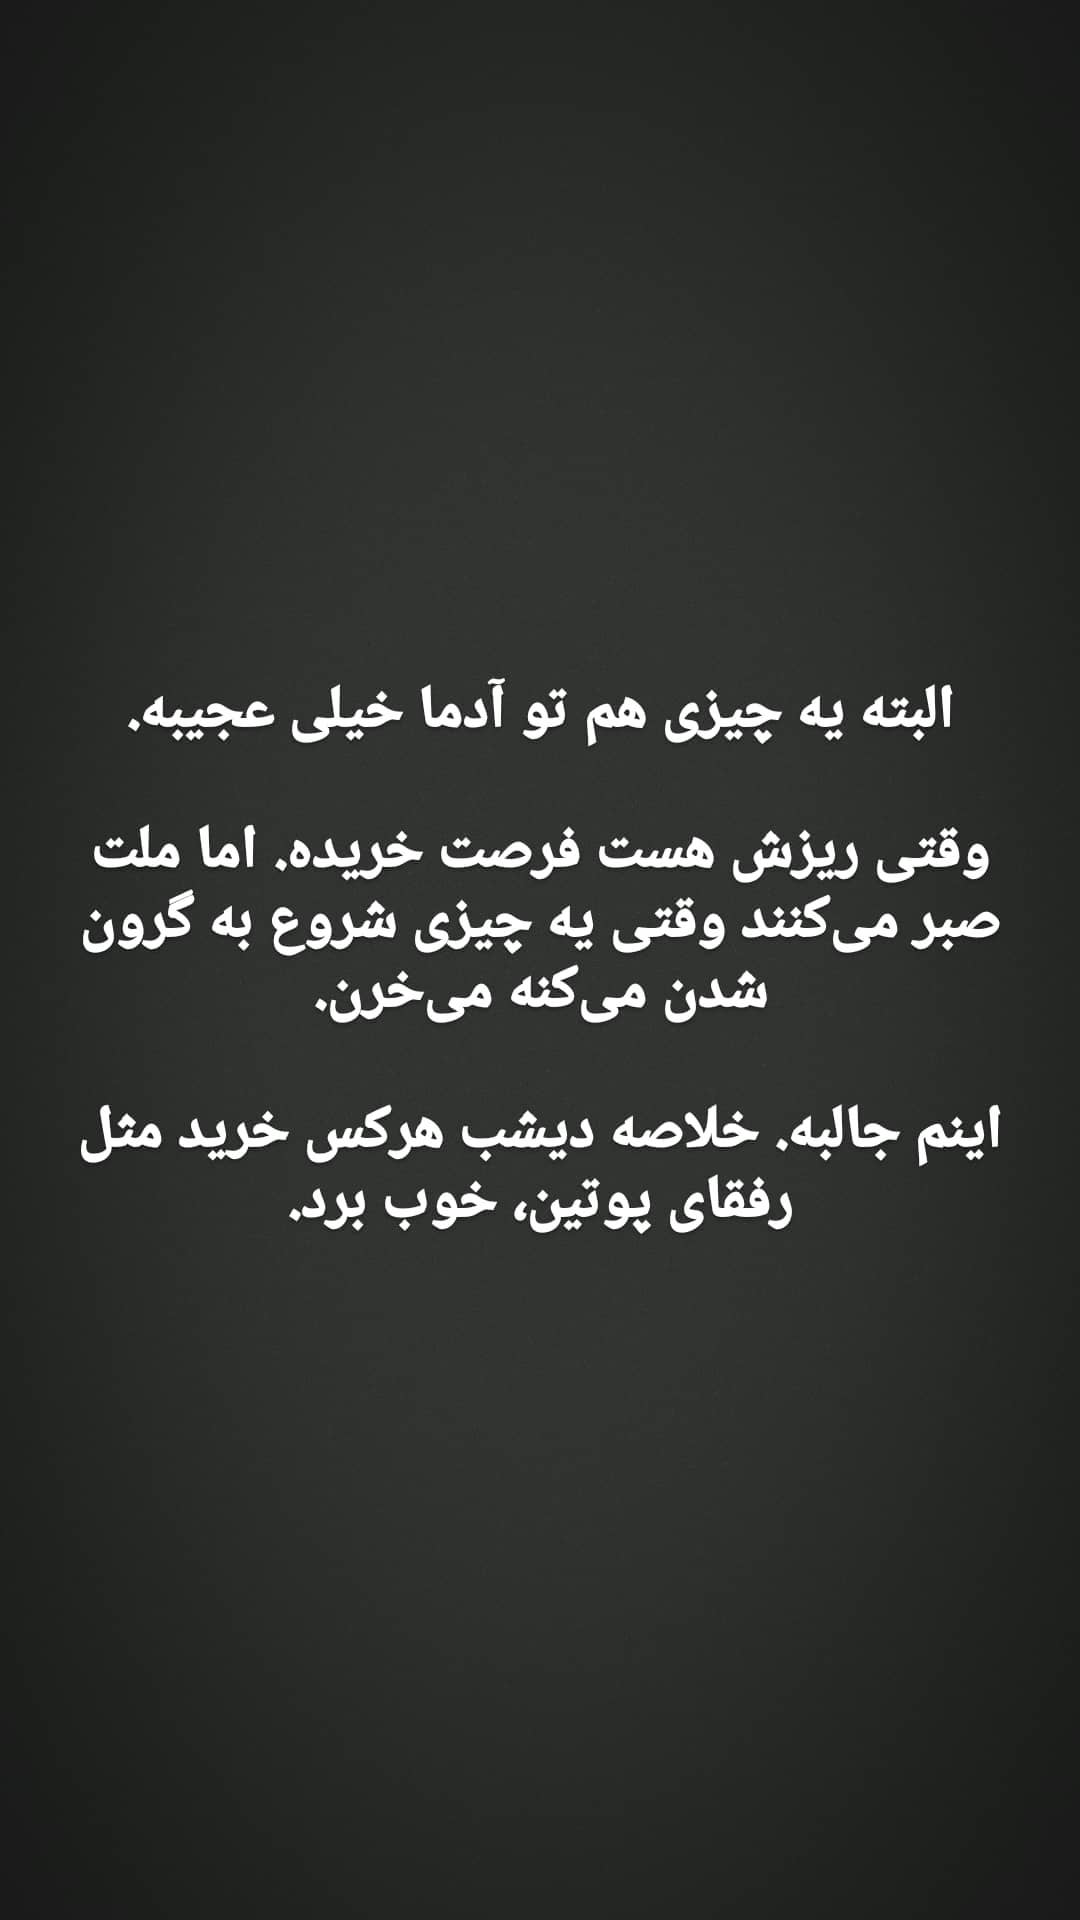 البته یه چیزی هم تو آدما خیلی عجیبه.
وقتی ریزش هست فرصت خریده. اما ملت
صبر می‌کنند وقتی یه چیزی شروع به گرون
شدن می‌کنه می‌خرن.
اینم جالبه. خلاصه دیشب هرکس خرید مثل
رفقای پوتین، خوب برد.